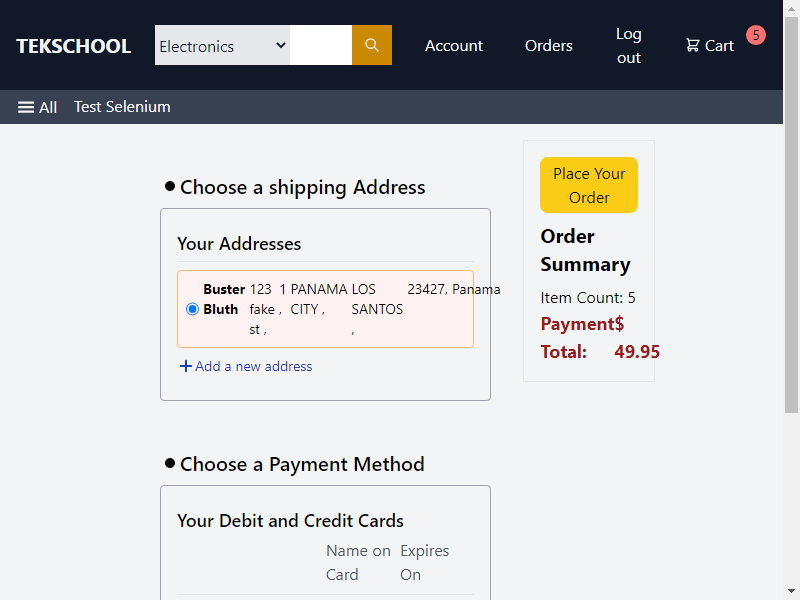 TEKSCHOOL
Electronics
Account
Orders
Log
out
Cart
5
All
Test Selenium
Choose a shipping Address
Your Addresses
Buster 123 1 PANAMA LOS 23427, Panama
Bluth fake , CITY , SANTOS
st , ,
Add a new address
Place Your
Order
Order
Summary
Item Count: 5
Payment$
Total: 49.95
Choose a Payment Method
Your Debit and Credit Cards
Name on Expires
Card On